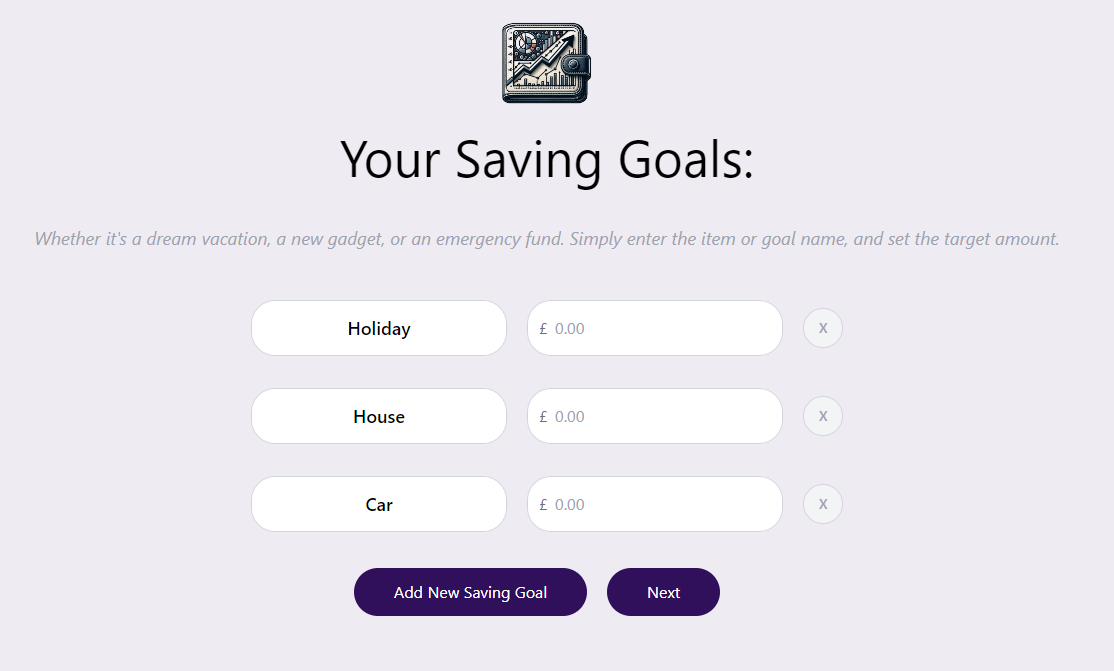 Your Saving Goals:
Whether it's a dream vacation, a new gadget, or an emergency fund. Simply enter the item or goal name, and set the target amount.
Holiday £ 0.00 X
House £ 0.00 X
Car £ 0.00 X
Add New Saving Goal Next